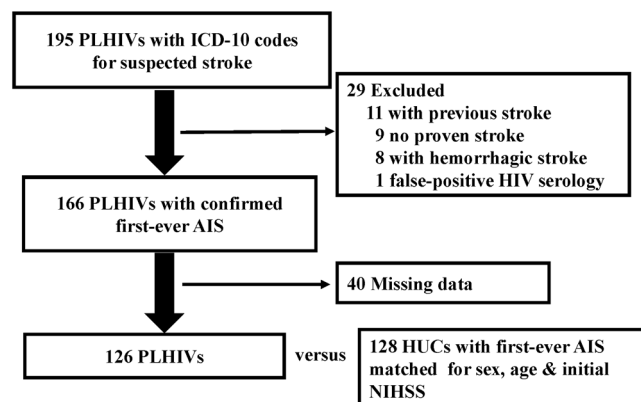 195 PLHIVs with ICD-10 codes
for suspected stroke
29 Excluded
11 with previous stroke
9 no proven stroke
8 with hemorrhagic stroke
1 false-positive HIV serology
166 PLHIVs with confirmed
first-ever AIS
40 Missing data
126 PLHIVs
versus
128 HUCs with first-ever AIS
matched for sex, age & initial
NIHSS